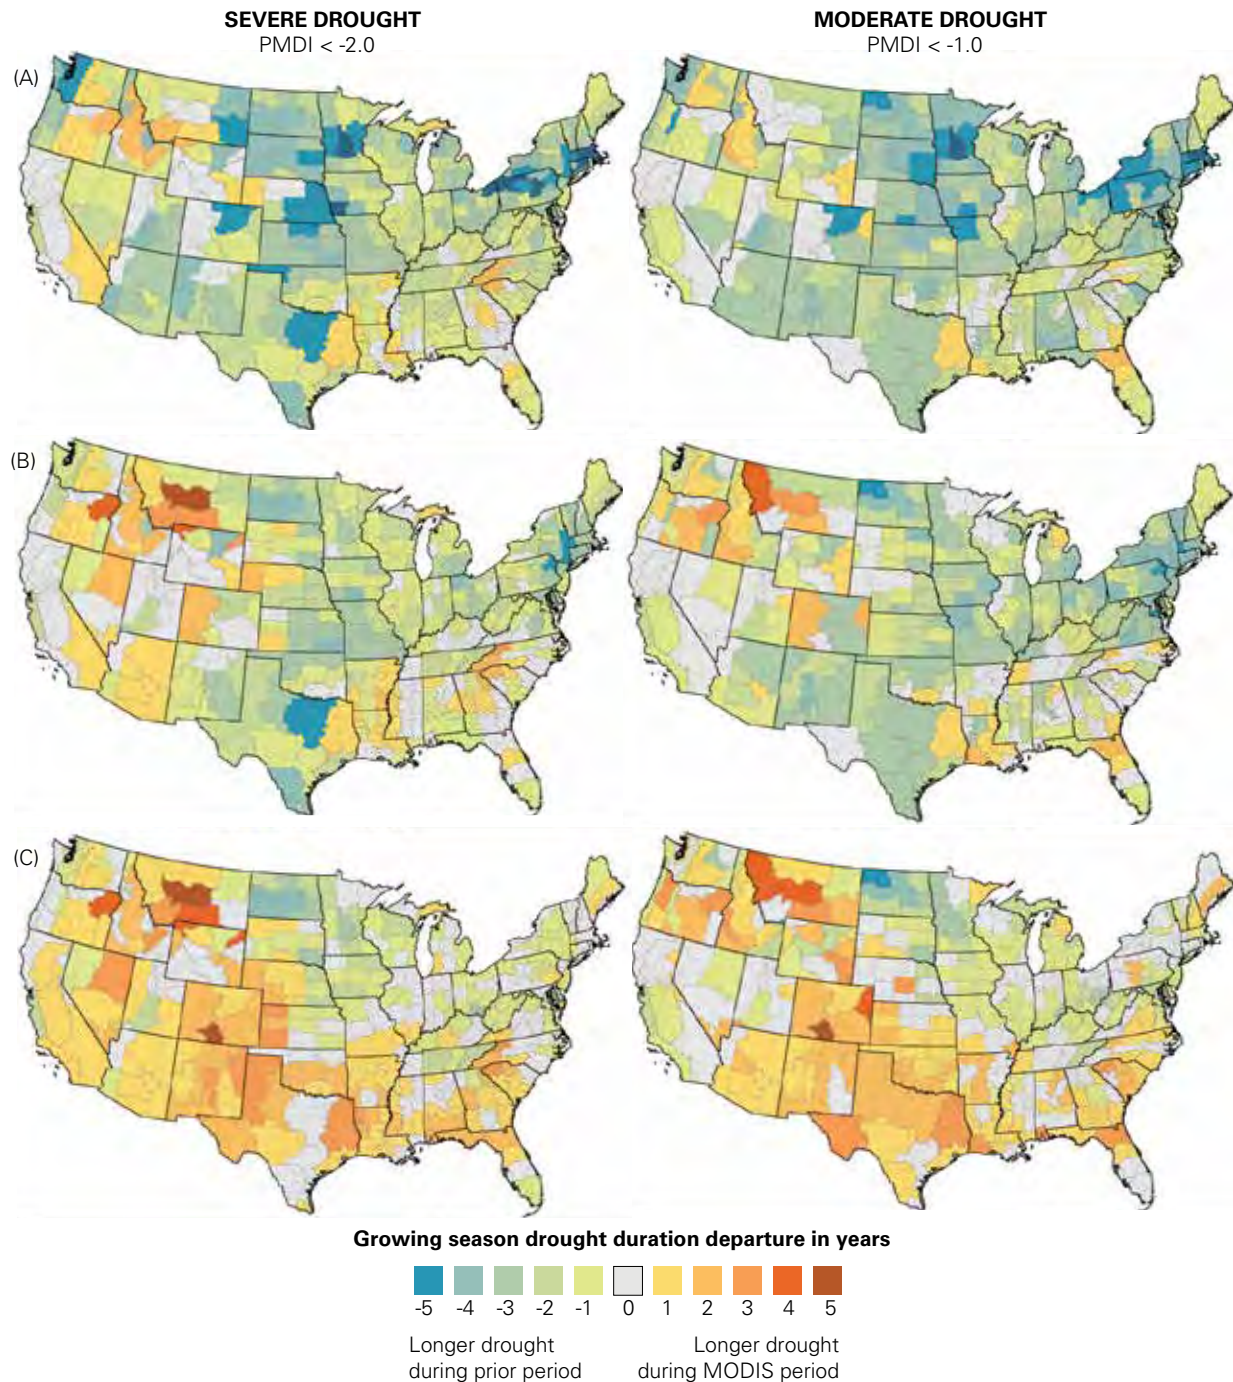 SEVERE DROUGHT
PMDI < -2.0
MODERATE DROUGHT
PMDI < -1.0
(A)
(B)
(C)
Growing season drought duration departure in years
-5 -4 -3 -2 -1 0 1 2 3 4 5
Longer drought
during prior period
Longer drought
during MODIS period